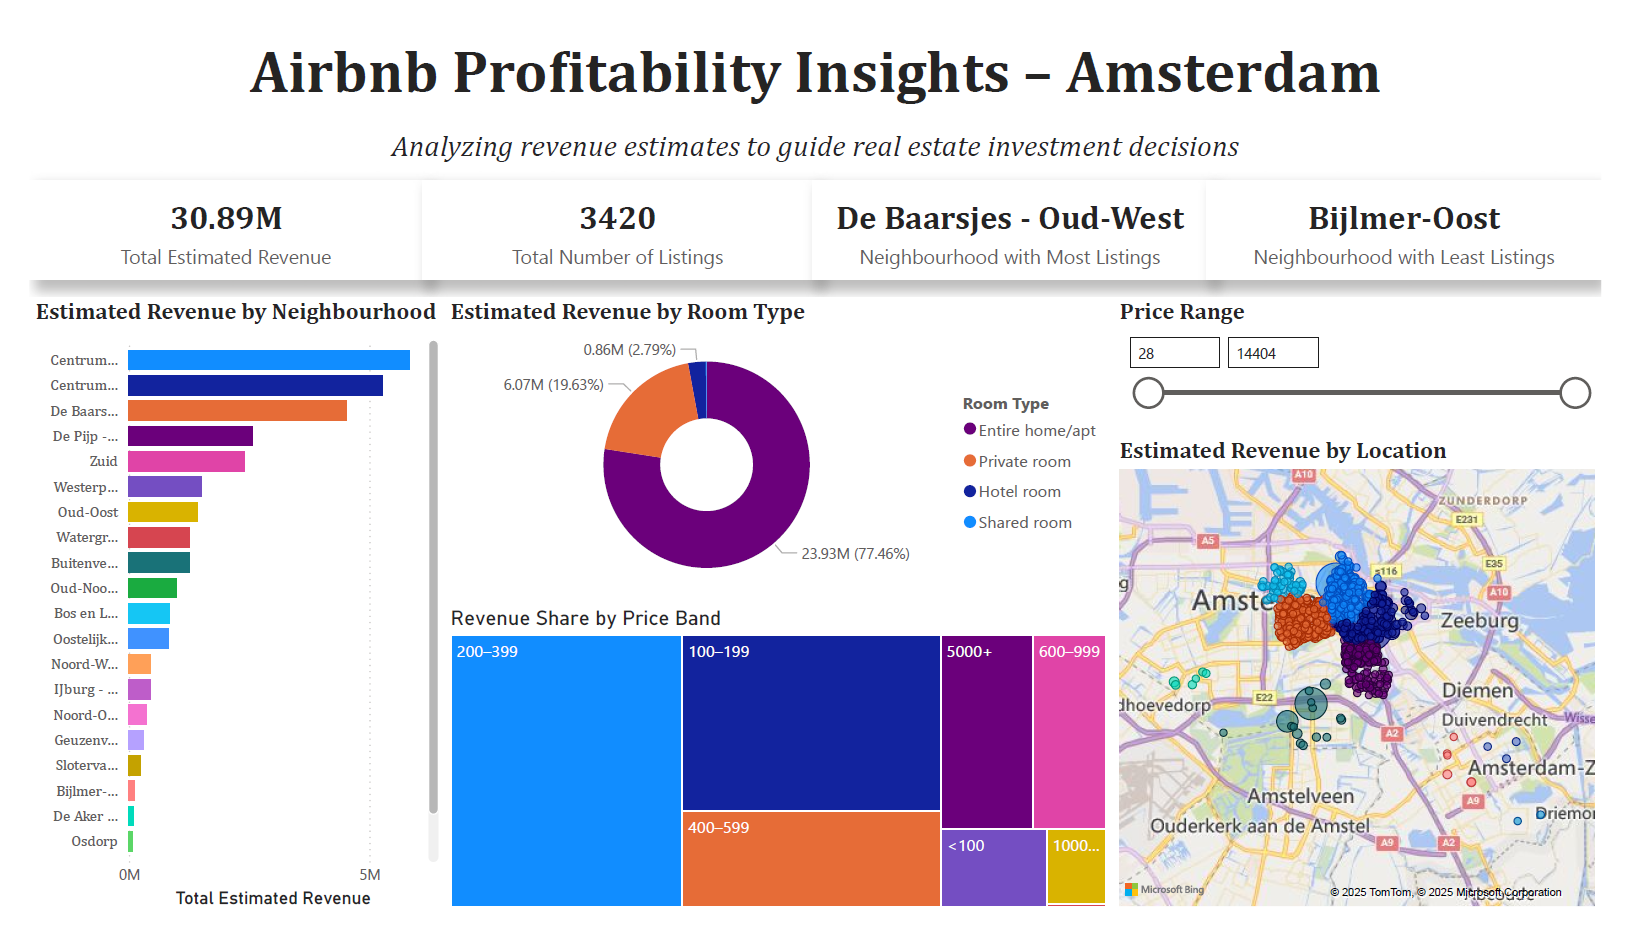 Airbnb Profitability Insights – Amsterdam
Analyzing revenue estimates to guide real estate investment decisions
30.89M
Total Estimated Revenue
3420
Total Number of Listings
De Baarsjes - Oud-West
Neighbourhood with Most Listings
Bijlmer-Oost
Neighbourhood with Least Listings
Estimated Revenue by Neighbourhood
Centrum...
Centrum...
De Baars...
De Pijp -...
Zuid
Westerp...
Oud-Oost
Watergr...
Buitenve...
Oud-Noo...
Bos en L...
Oostelijk...
Noord-W...
IJburg - ...
Noord-O...
Geuzenv...
Sloterva...
Bijlmer-...
De Aker ...
Osdorp
0M 5M
Total Estimated Revenue
Estimated Revenue by Room Type
0.86M (2.79%)
6.07M (19.63%)
23.93M (77.46%)
Room Type
Entire home/apt
Private room
Hotel room
Shared room
Revenue Share by Price Band
200–399
100–199
400–599
5000+
600–999
<100
1000...
Price Range
28
14404
Estimated Revenue by Location
A10
ZUNDERDORP
E231
A5
E35
s116
A10
g
Amste
Zeeburg
E22
Diemen
dhoevedorp
Duivendrecht
Wisse
A2
Amsterdam-Z
Amstelveen
A9
Driemon
Ouderkerk aan de Amstel
A9
A2
Microsoft Bing
© 2025 TomTom, © 2025 Microsoft Corporation